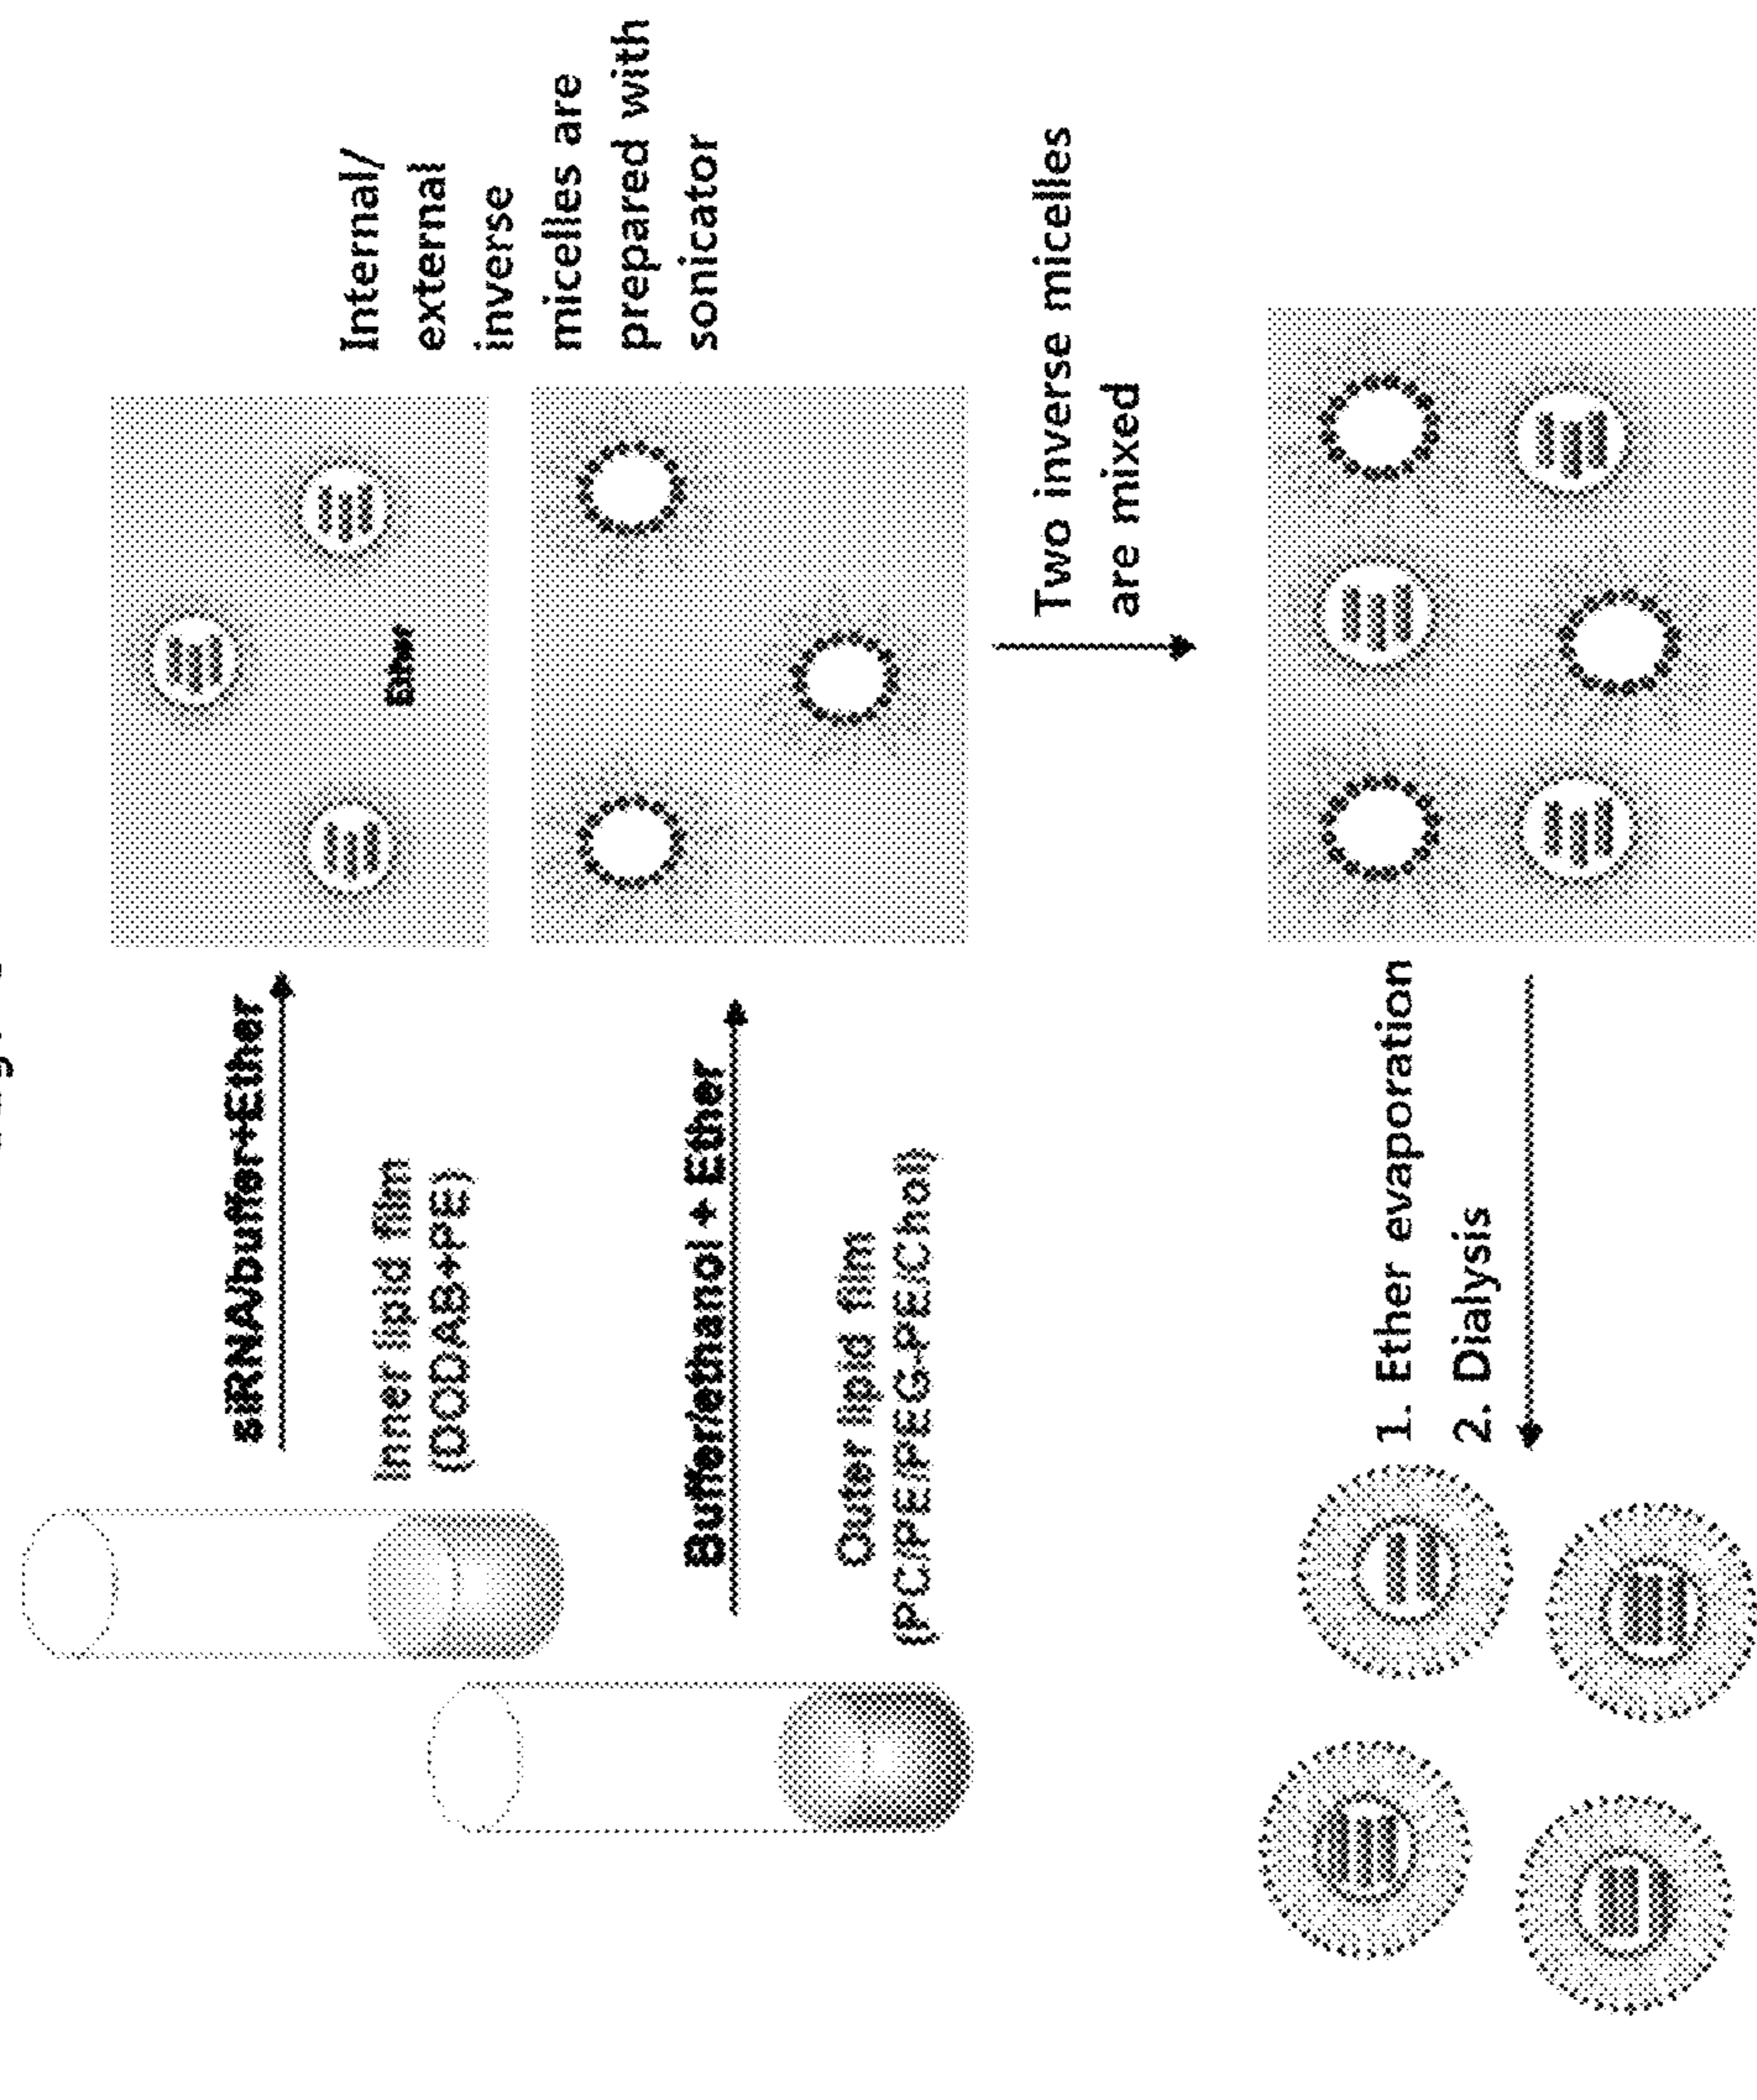 siRNA/buffer+Ether
Inner lipid film
(DODAB+PE)
Ether
Internal/
external
inverse
micelles are
prepared with
sonicator
Buffer/ethanol + Ether
Outer lipid film
(PC/PE/PEG-PE/Chol)
Two inverse micelles
are mixed
1. Ether evaporation
2. Dialysis